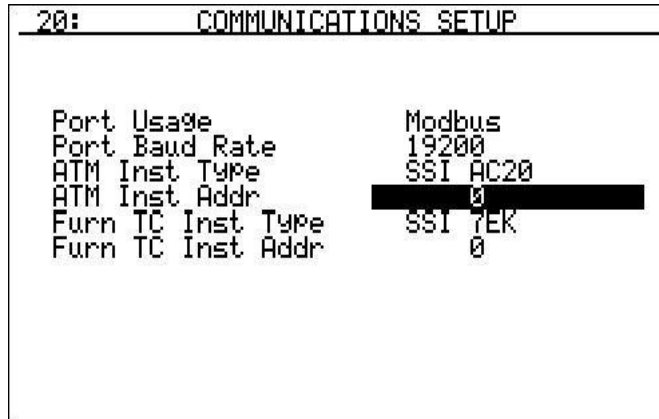 20: COMMUNICATIONS SETUP
Port Usage Modbus
Port Baud Rate 19200
ATM Inst Type SSI AC20
ATM Inst Addr 0
Furn TC Inst Type SSI 7EK
Furn TC Inst Addr 0